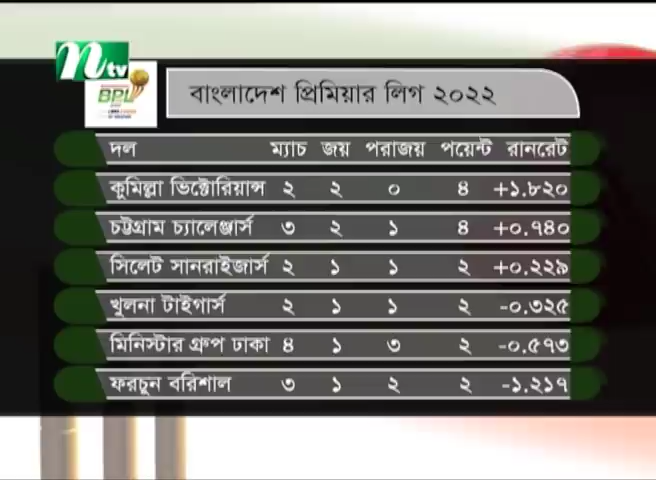 ntv
BPL
বাংলাদেশ প্রিমিয়ার লিগ ২০২২
দল ম্যাচ জয় পরাজয় পয়েন্ট রানরেট
কুমিল্লা ভিক্টোরিয়ান্স ২ ২ ০ ৪ +১.৮২০
চট্টগ্রাম চ্যালেঞ্জার্স ৩ ২ ১ ৪ +০.৭৪০
সিলেট সানরাইজার্স ২ ১ ১ ২ +০.২২৯
খুলনা টাইগার্স ২ ১ ১ ২ -০.৩২৫
মিনিস্টার গ্রুপ ঢাকা ৪ ১ ৩ ২ -০.৫৭৩
ফরচুন বরিশাল ৩ ১ ২ ২ -১.২১৭